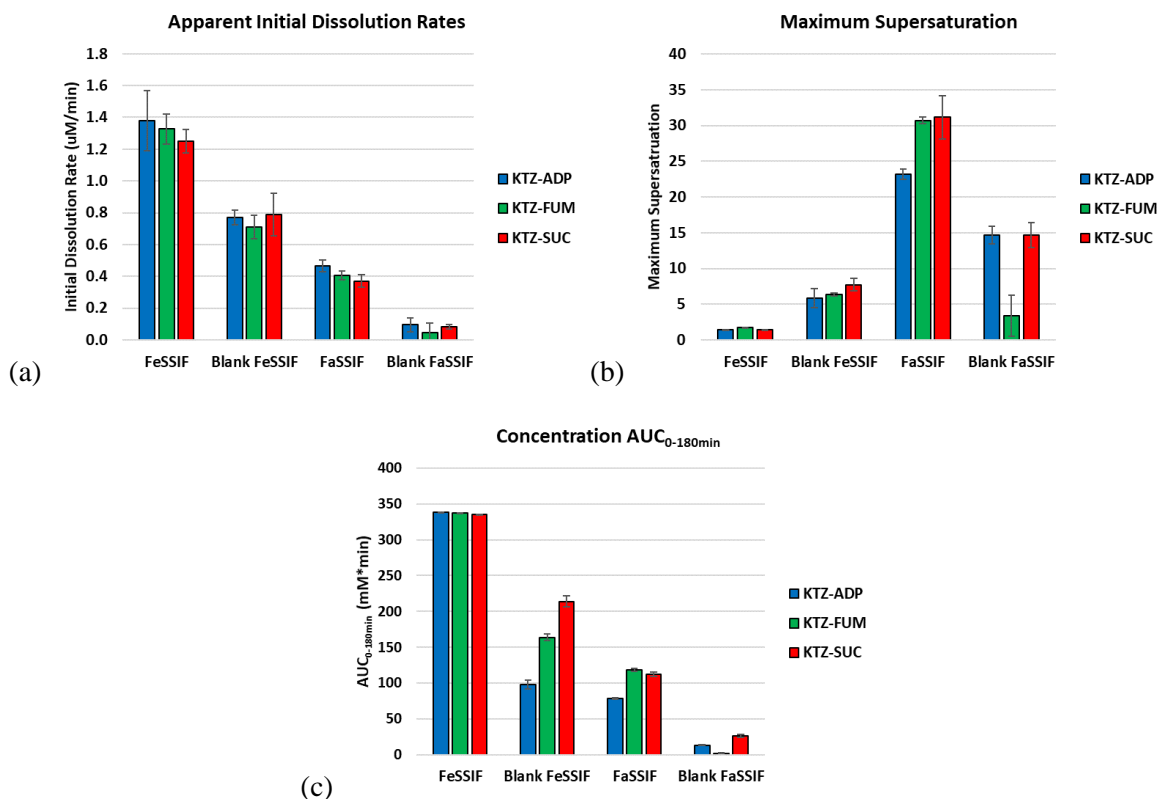 Apparent Initial Dissolution Rates
Initial Dissolution Rate (uM/min)
1.8
1.6
1.4
1.2
1.0
0.8
0.6
0.4
0.2
0.0
FeSSIF Blank FeSSIF FaSSIF Blank FaSSIF
KTZ-ADP
KTZ-FUM
KTZ-SUC
(a)
Maximum Supersaturation
Maximum Supersatruation
40
35
30
25
20
15
10
5
0
FeSSIF Blank FeSSIF FaSSIF Blank FaSSIF
KTZ-ADP
KTZ-FUM
KTZ-SUC
(b)
Concentration AUC0-180min
AUC0-180min (mM*min)
400
350
300
250
200
150
100
50
0
FeSSIF Blank FeSSIF FaSSIF Blank FaSSIF
KTZ-ADP
KTZ-FUM
KTZ-SUC
(c)